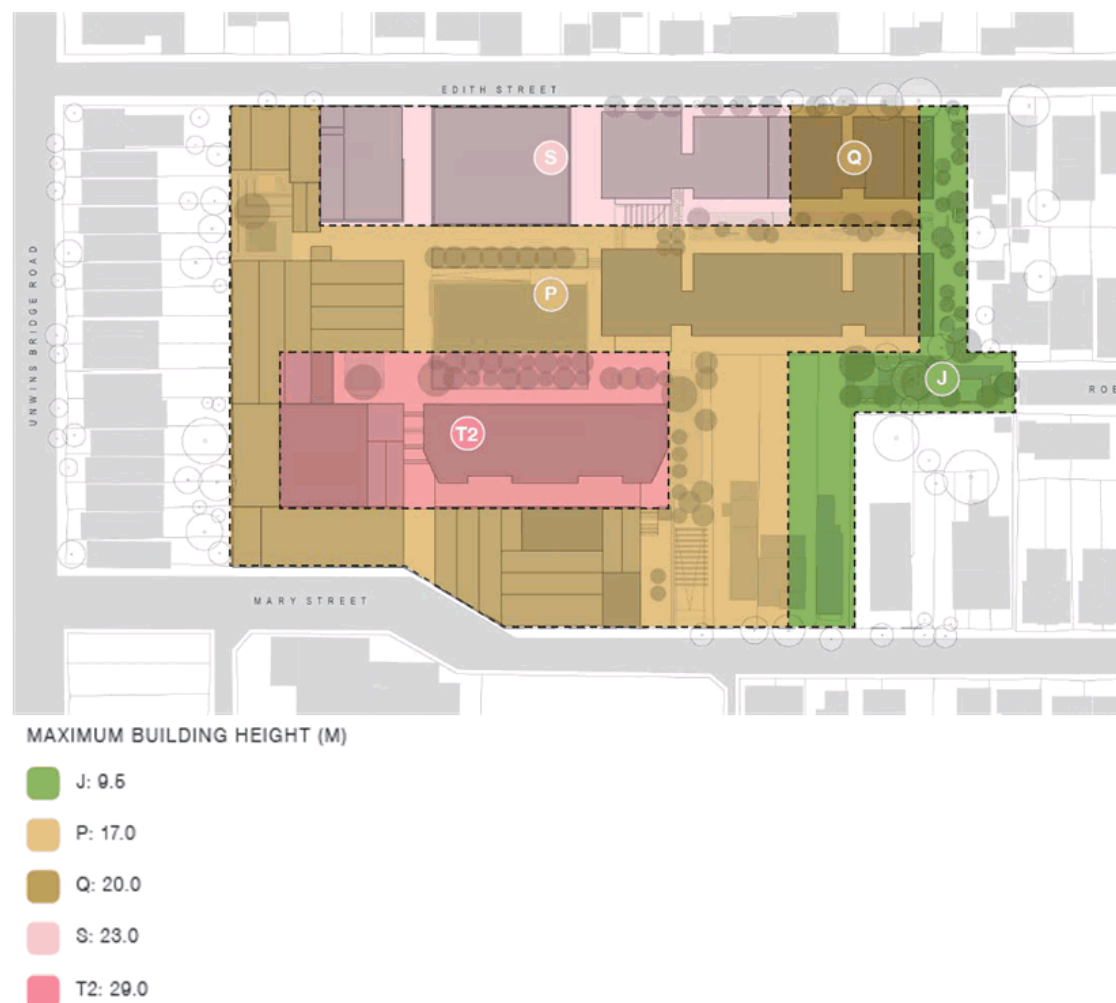 EDITH STREET
S
Q
UNWINS BRIDGE ROAD
P
J
ROE
T2
MARY STREET
MAXIMUM BUILDING HEIGHT (M)
J: 9.5
P: 17.0
Q: 20.0
S: 23.0
T2: 29.0